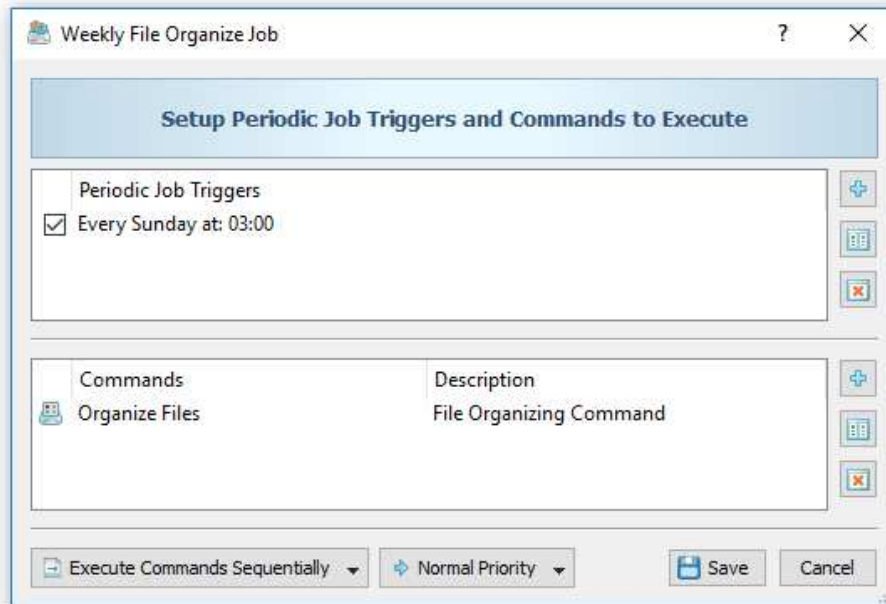 Weekly File Organize Job ?
Setup Periodic Job Triggers and Commands to Execute
Periodic Job Triggers
Every Sunday at: 03:00
Commands Description
Organize Files File Organizing Command
Execute Commands Sequentially Normal Priority Save Cancel